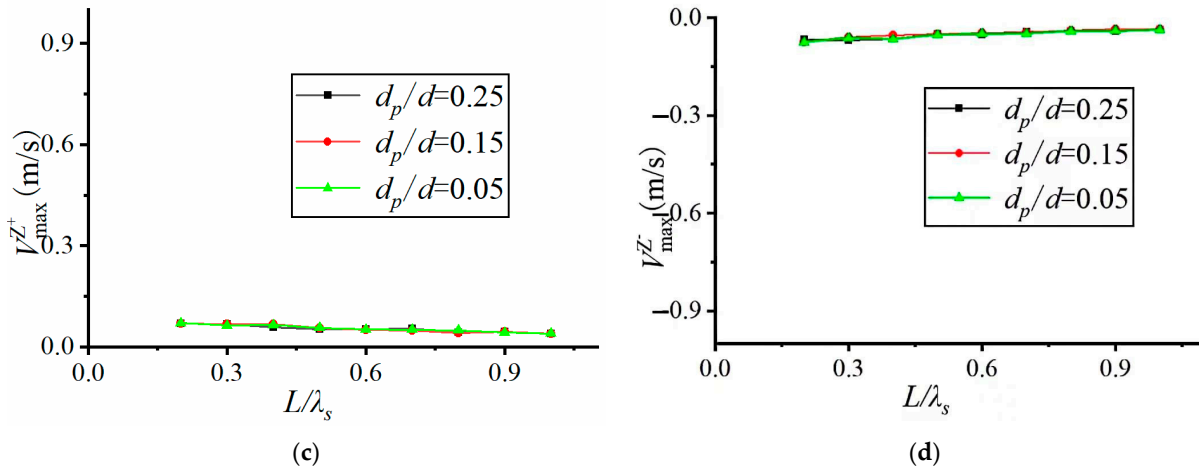 0.9
0.6
0.3
0.0
V_max^{Z+} (m/s)
d_p/d=0.25
d_p/d=0.15
d_p/d=0.05
0.0 0.3 0.6 0.9
L/λ_s
(c)
0.0
−0.3
−0.6
−0.9
V_max^{Z-} (m/s)
d_p/d=0.25
d_p/d=0.15
d_p/d=0.05
0.0 0.3 0.6 0.9
L/λ_s
(d)